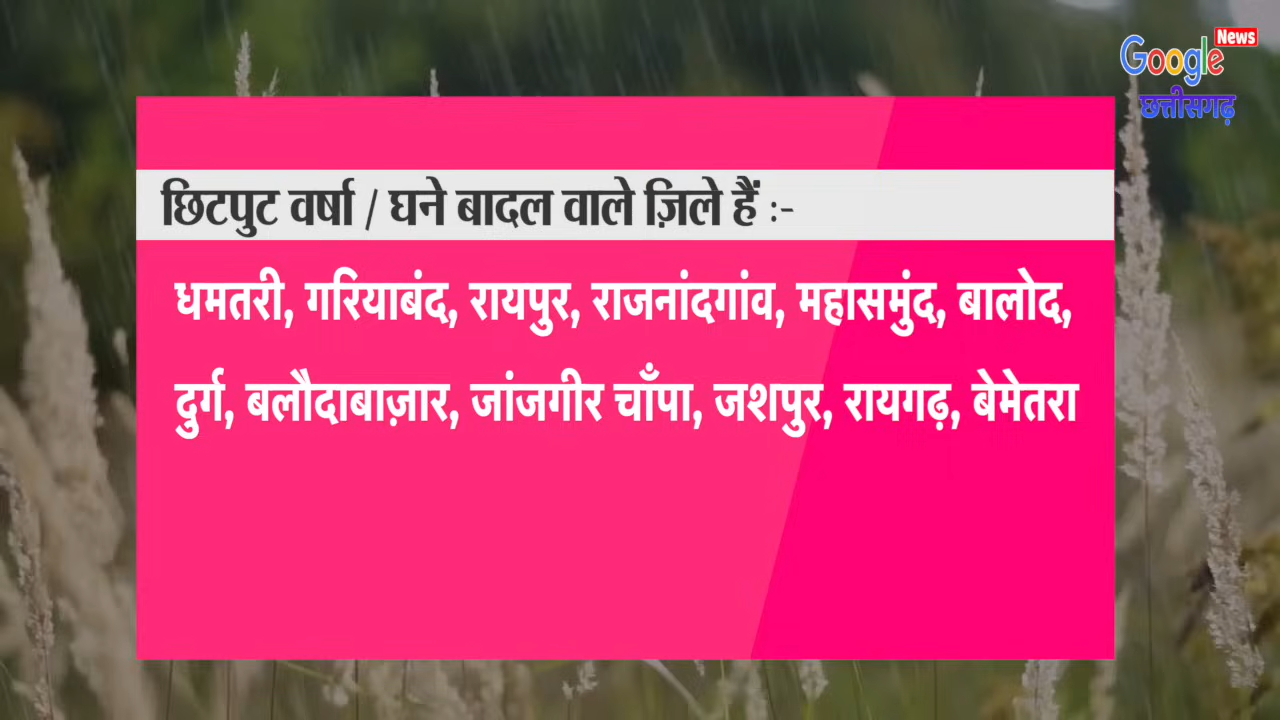 News
Google
छत्तीसगढ़
छिटपुट वर्षा / घने बादल वाले ज़िले हैं :-
धमतरी, गरियाबंद, रायपुर, राजनांदगांव, महासमुंद, बालोद,
दुर्ग, बलौदाबाज़ार, जांजगीर चाँपा, जशपुर, रायगढ़, बेमेतरा